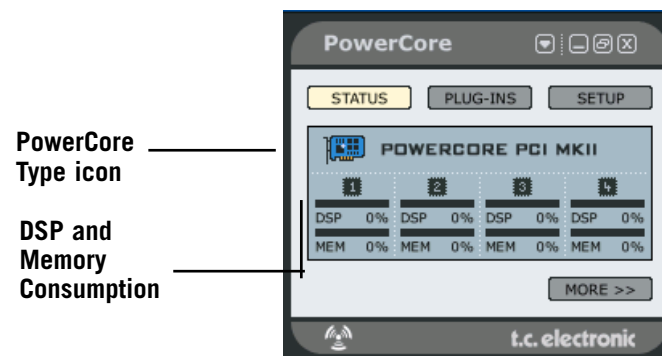 PowerCore
STATUS PLUG-INS SETUP
PowerCore
Type icon
POWERCORE PCI MKII
1 2 3 4
DSP and
Memory
Consumption
DSP 0% DSP 0% DSP 0% DSP 0%
MEM 0% MEM 0% MEM 0% MEM 0%
MORE >>
t.c. electronic